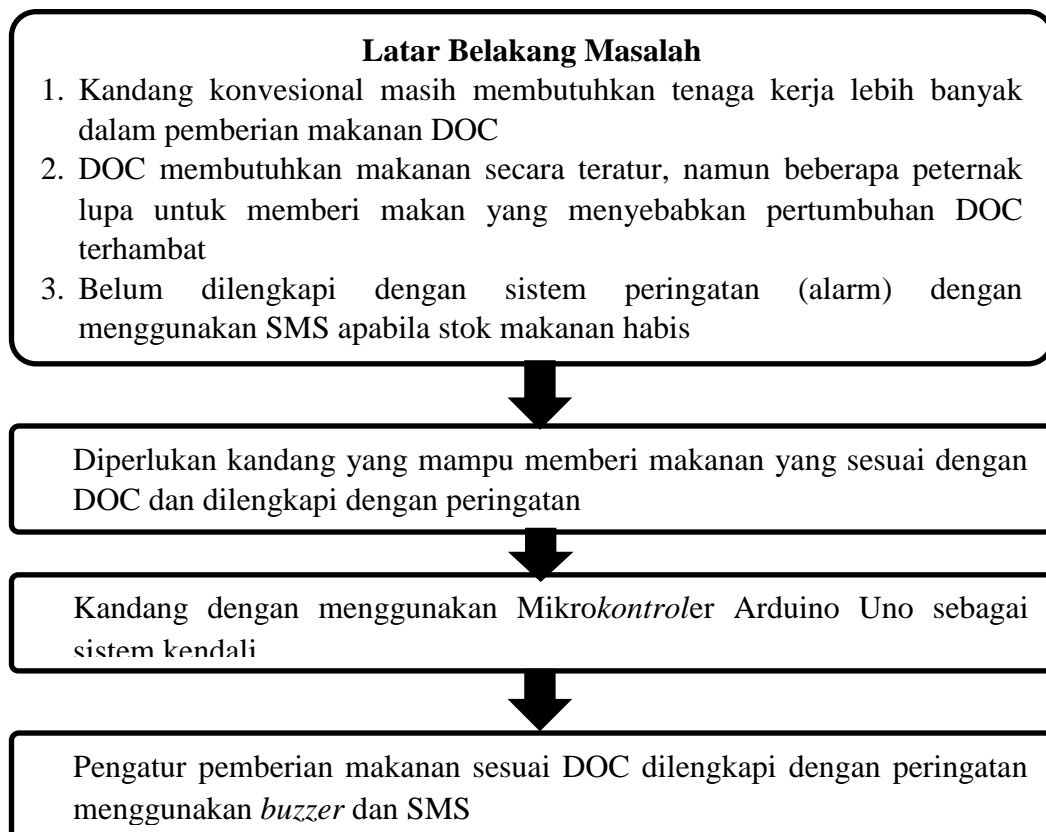 Latar Belakang Masalah
1. Kandang konvesional masih membutuhkan tenaga kerja lebih banyak
dalam pemberian makanan DOC
2. DOC membutuhkan makanan secara teratur, namun beberapa peternak
lupa untuk memberi makan yang menyebabkan pertumbuhan DOC
terhambat
3. Belum dilengkapi dengan sistem peringatan (alarm) dengan
menggunakan SMS apabila stok makanan habis
Diperlukan kandang yang mampu memberi makanan yang sesuai dengan
DOC dan dilengkapi dengan peringatan
Kandang dengan menggunakan Mikrokontroler Arduino Uno sebagai
sistem kendali
Pengatur pemberian makanan sesuai DOC dilengkapi dengan peringatan
menggunakan buzzer dan SMS